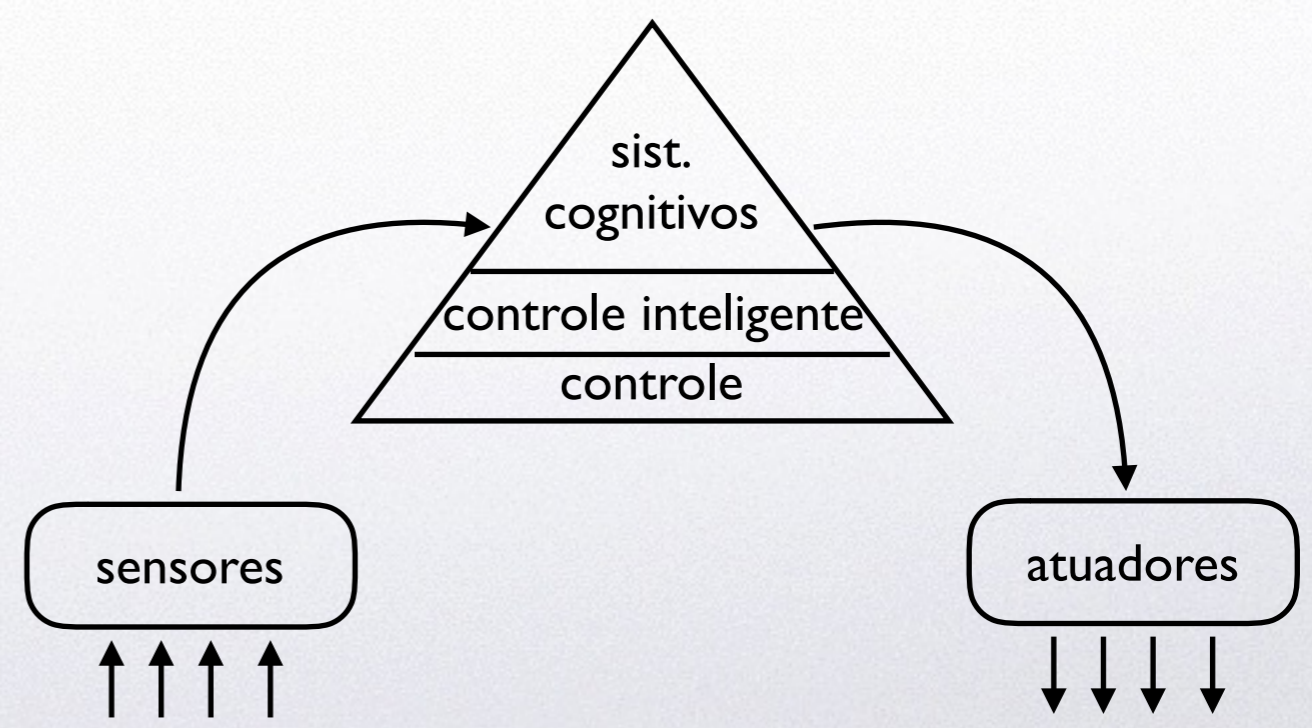 sist.
cognitivos
controle inteligente
controle
sensores
atuadores